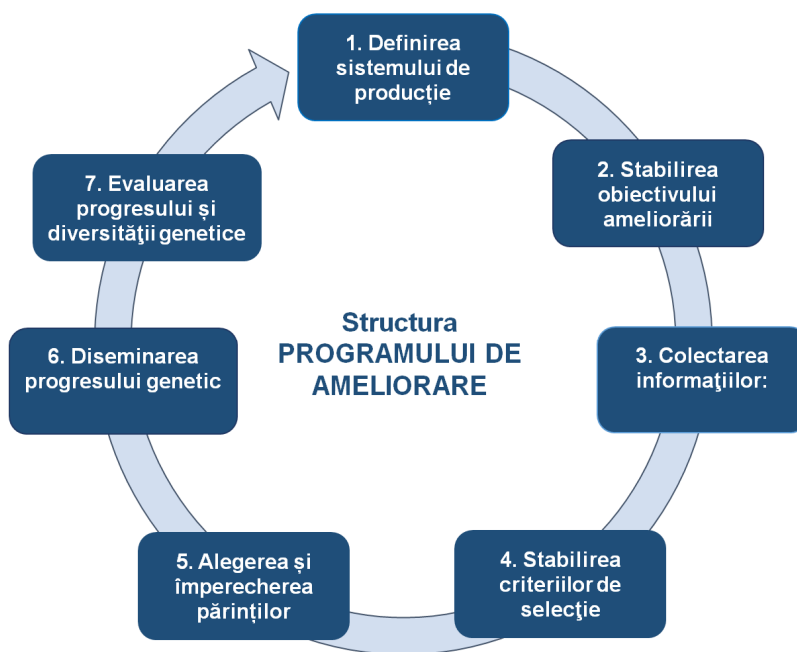 1. Definirea
sistemului de
producție
2. Stabilirea
obiectivului
ameliorării
3. Colectarea
informaţiilor:
4. Stabilirea
criteriilor de
selecţie
5. Alegerea și
împerecherea
părinților
6. Diseminarea
progresului genetic
7. Evaluarea
progresului și
diversităţii genetice
Structura
PROGRAMULUI DE
AMELIORARE